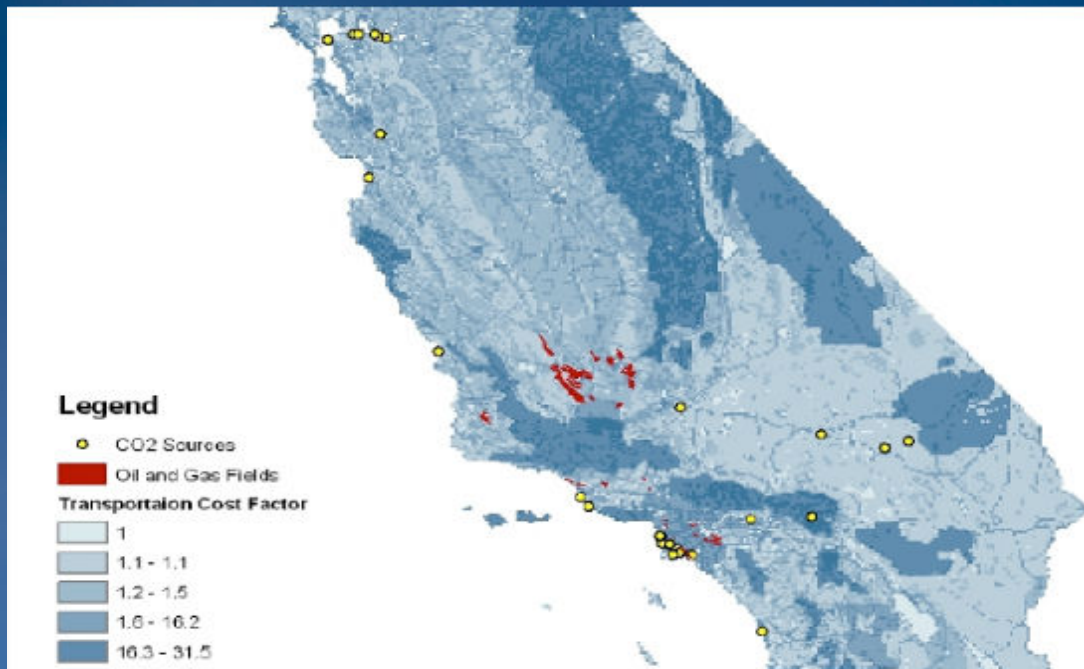 Legend
CO2 Sources
Oil and Gas Fields
Transportaion Cost Factor
1
1.1 - 1.1
1.2 - 1.5
1.6 - 16.2
16.3 - 31.5